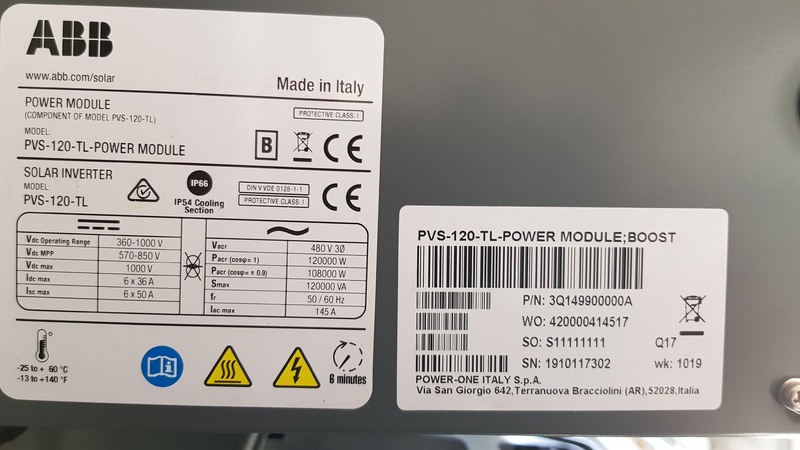 ABB
www.abb.com/solar
Made in Italy
POWER MODULE
(COMPONENT OF MODEL PVS-120-TL)
PROTECTIVE CLASS I
MODEL:
PVS-120-TL-POWER MODULE
B
CE
SOLAR INVERTER
MODEL:
PVS-120-TL
IP66
IP54 Cooling
Section
DIN V.VDE 0126-1-1
PROTECTIVE CLASS I
CE
Vdc Operating Range 360-1000 V
Vdc MPP 570-850 V
Vdc max 1000 V
Idc max 6 x 36 A
Isc max 6 x 50 A
Vacr 480 V 3Ø
Pacr (cosφ= 1) 120000 W
Pacr (cosφ= ± 0.9) 108000 W
Smax 120000 VA
fr 50 / 60 Hz
Iac max 145 A
-25 to + 60 °C
-13 to +140 °F
6 minutes
PVS-120-TL-POWER MODULE;BOOST
P/N: 3Q149900000A
WO: 420000414517
SO: S11111111 Q17
SN: 1910117302 wk: 1019
POWER-ONE ITALY S.p.A.
Via San Giorgio 642,Terranuova Bracciolini (AR),52028,Italia